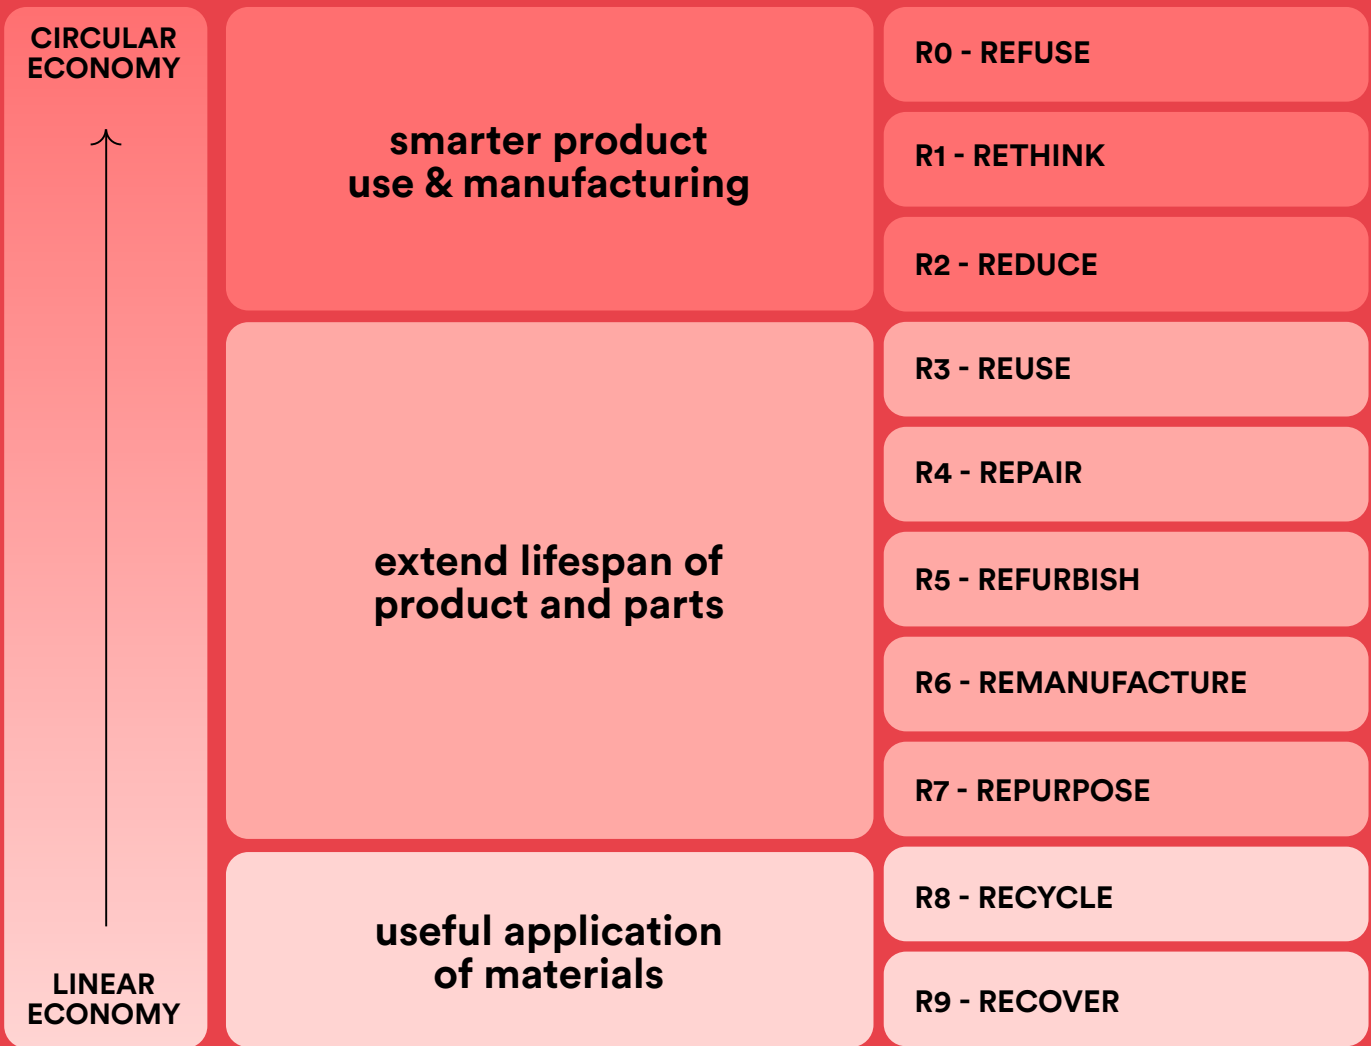 CIRCULAR
ECONOMY
LINEAR
ECONOMY
smarter product
use & manufacturing
R0 - REFUSE
R1 - RETHINK
R2 - REDUCE
extend lifespan of
product and parts
R3 - REUSE
R4 - REPAIR
R5 - REFURBISH
R6 - REMANUFACTURE
R7 - REPURPOSE
useful application
of materials
R8 - RECYCLE
R9 - RECOVER